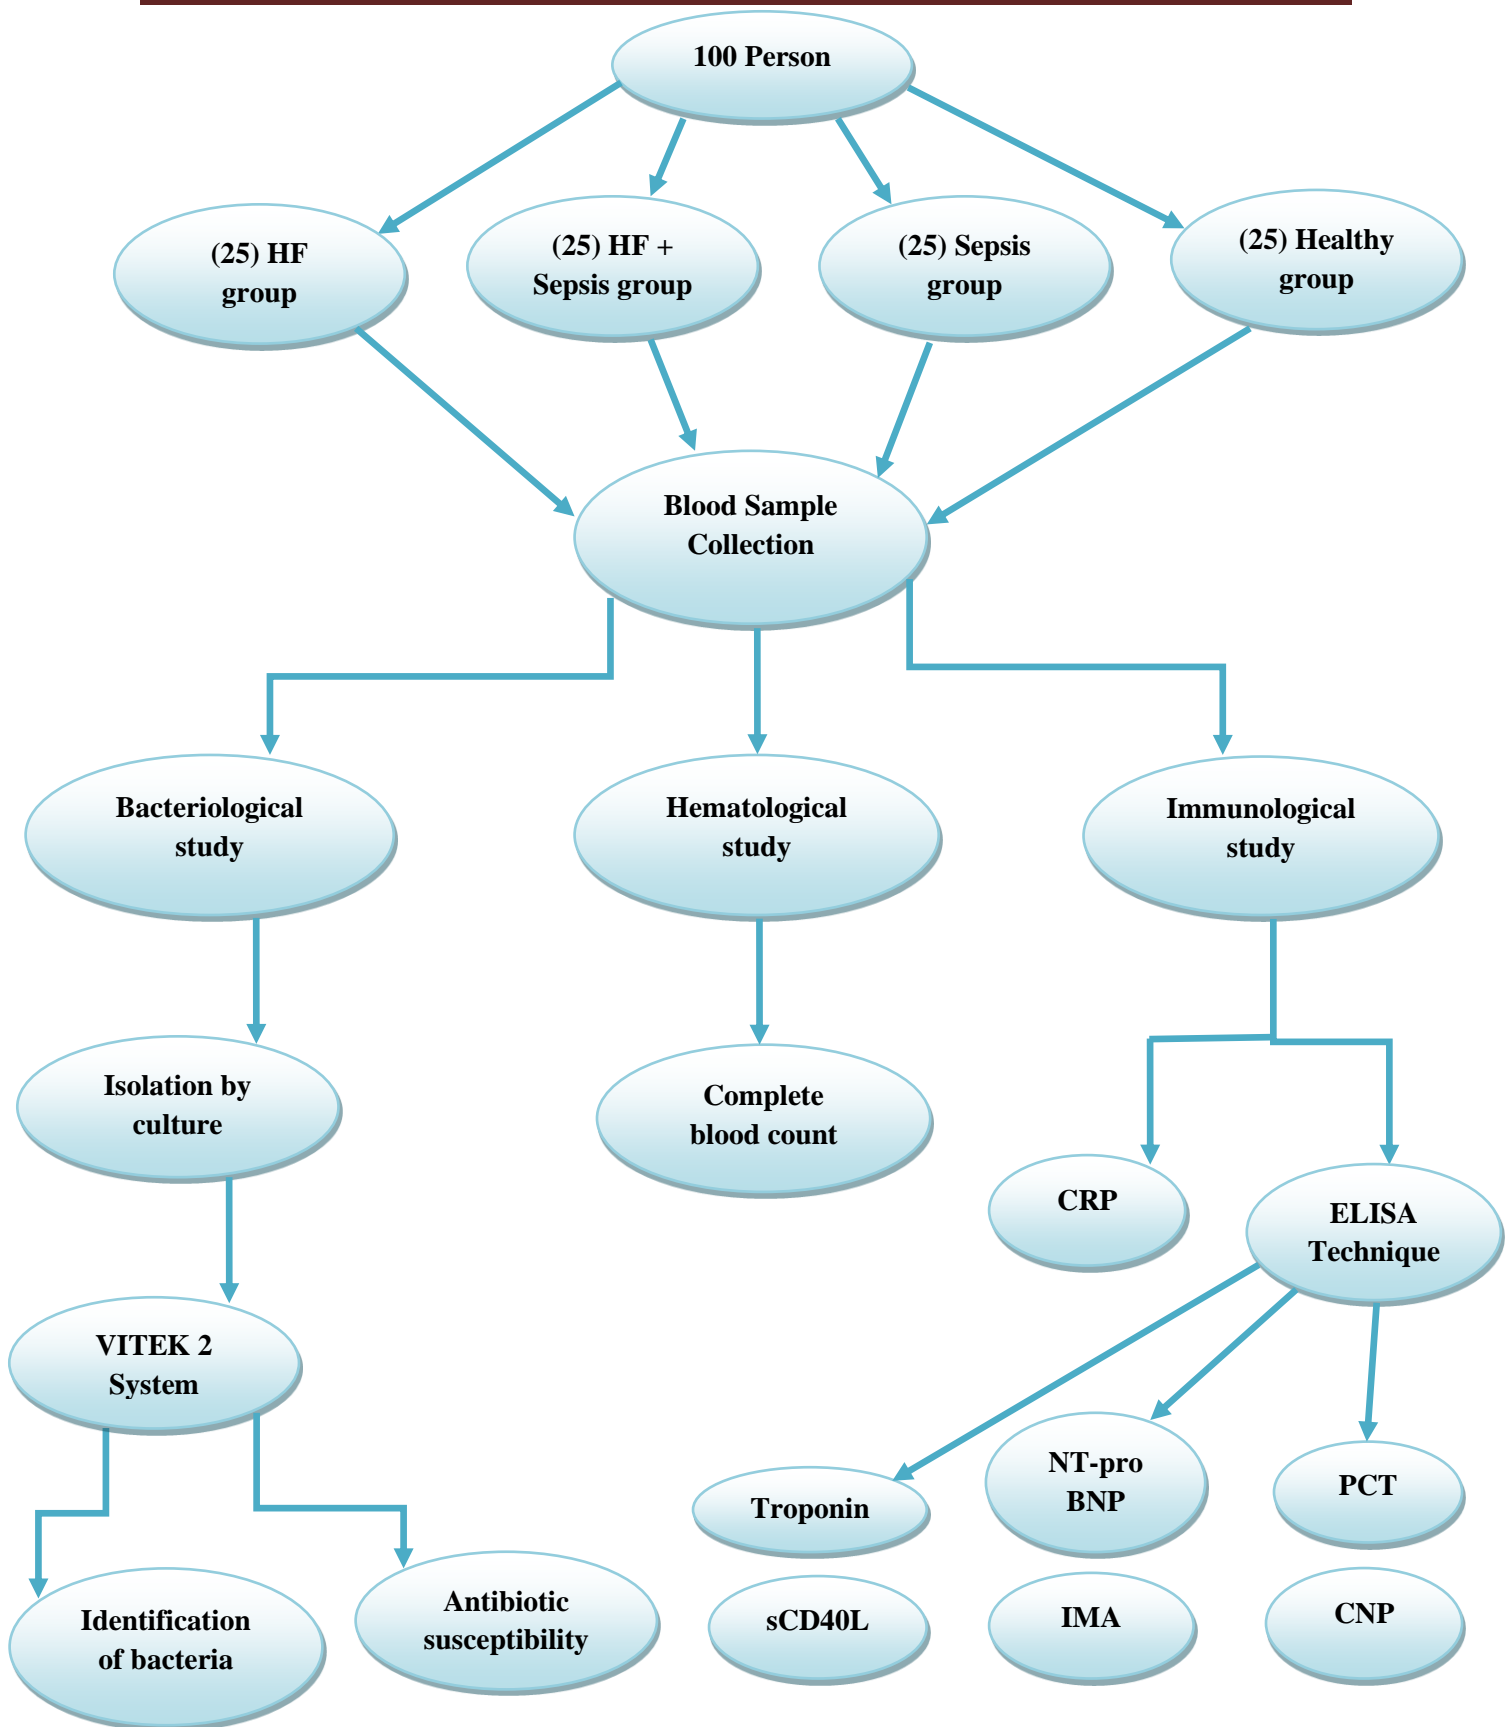 100 Person
(25) HF
group
(25) HF +
Sepsis group
(25) Sepsis
group
(25) Healthy
group
Blood Sample
Collection
Bacteriological
study
Hematological
study
Immunological
study
Isolation by
culture
Complete
blood count
CRP
ELISA
Technique
VITEK 2
System
Troponin
NT-pro
BNP
PCT
Identification
of bacteria
Antibiotic
susceptibility
sCD40L
IMA
CNP